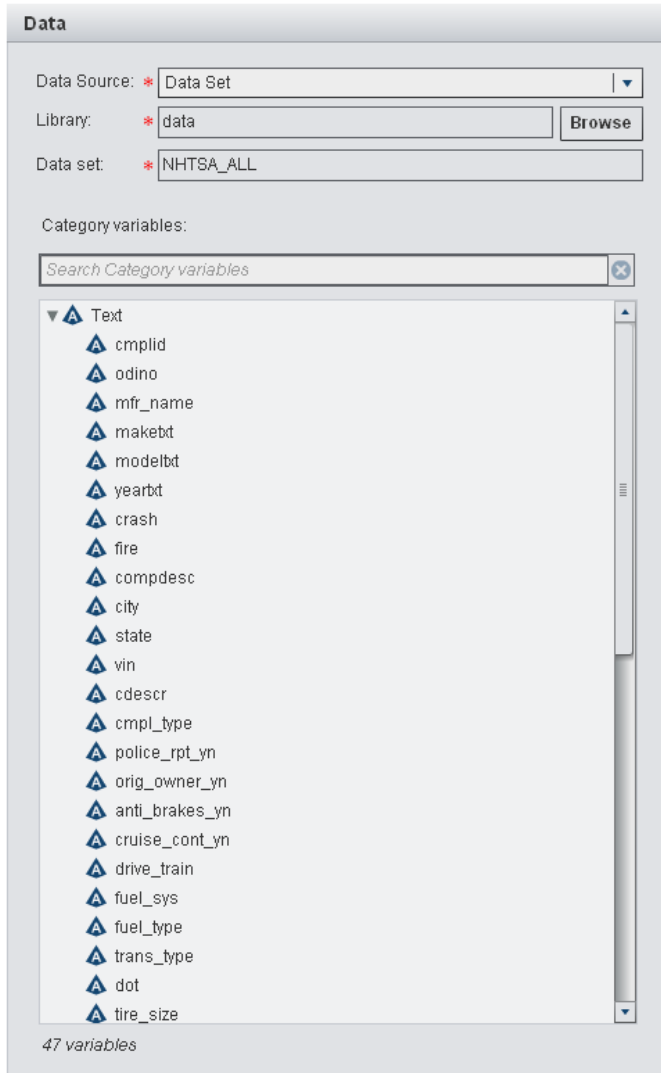 Data
Data Source: * Data Set
Library: * data Browse
Data set: * NHTSA_ALL
Category variables:
Search Category variables
Text
cmplid
odino
mfr_name
maketxt
modeltxt
yeartxt
crash
fire
compdesc
city
state
vin
cdescr
cmpl_type
police_rpt_yn
orig_owner_yn
anti_brakes_yn
cruise_cont_yn
drive_train
fuel_sys
fuel_type
trans_type
dot
tire_size
47 variables